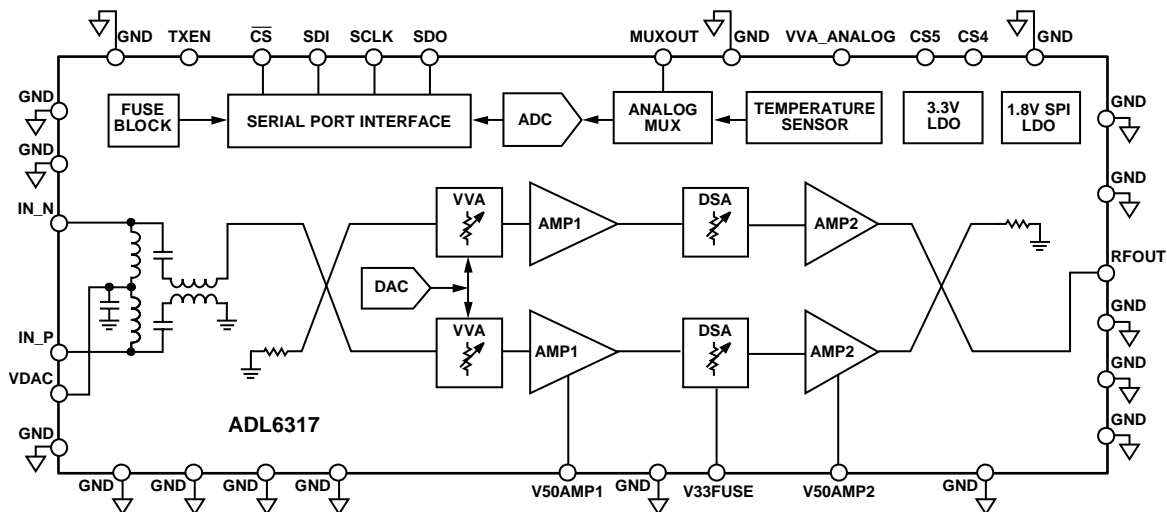 GND
TXEN
CS
SDI
SCLK
SDO
MUXOUT
GND
VVA_ANALOG
CS5
CS4
GND
GND
FUSE
BLOCK
SERIAL PORT INTERFACE
ADC
ANALOG
MUX
TEMPERATURE
SENSOR
3.3V
LDO
1.8V SPI
LDO
GND
GND
GND
IN_N
VVA
AMP1
DSA
AMP2
RFOUT
DAC
GND
IN_P
VVA
AMP1
DSA
AMP2
GND
VDAC
GND
ADL6317
GND
GND
GND
GND
GND
V50AMP1
GND
V33FUSE
V50AMP2
GND